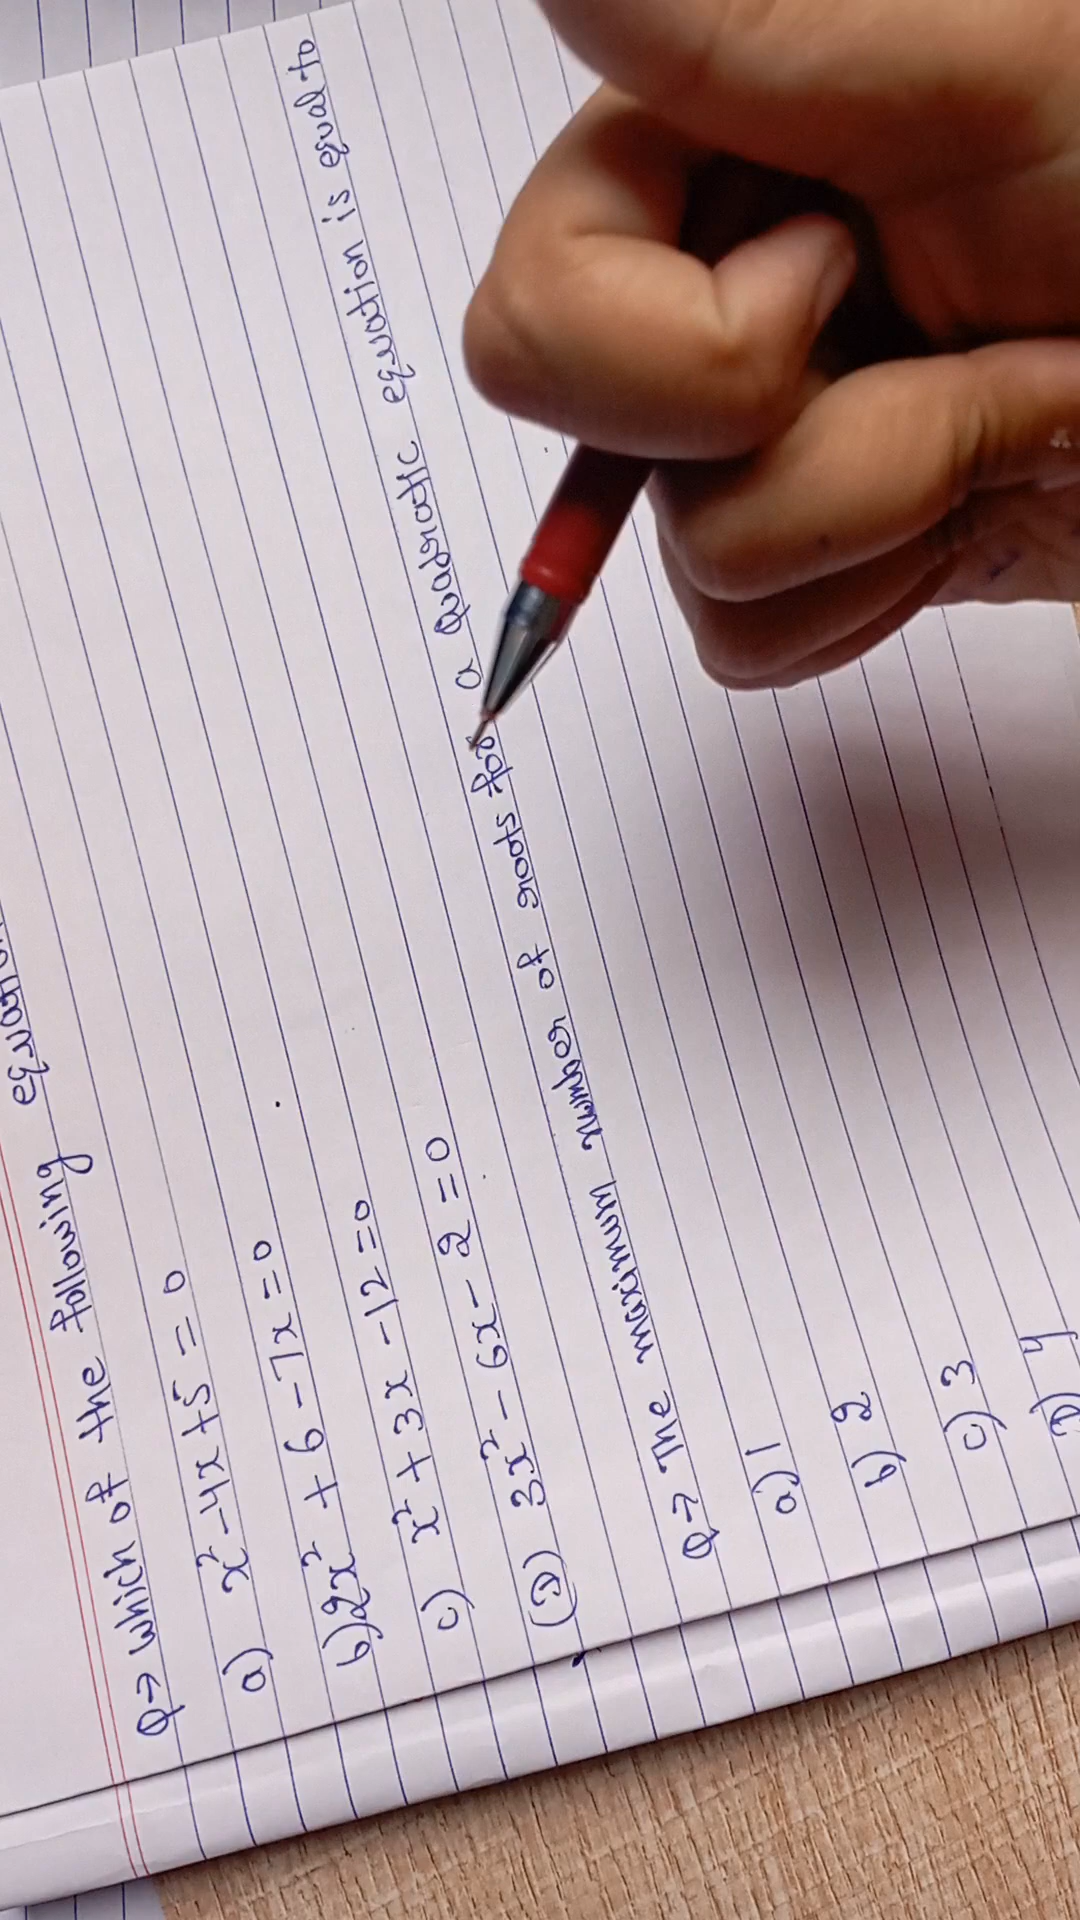 Q→ which of the following
a) x² - 4x + 5 = 0
b) 2x² + 6 - 7x = 0
c) x² + 3x - 12 = 0
(D) 3x² - 6x - 2 = 0
Q→ The maximum number of roots for a Quadratic equation is equal to
a) 1
b) 2
c) 3
D) 4